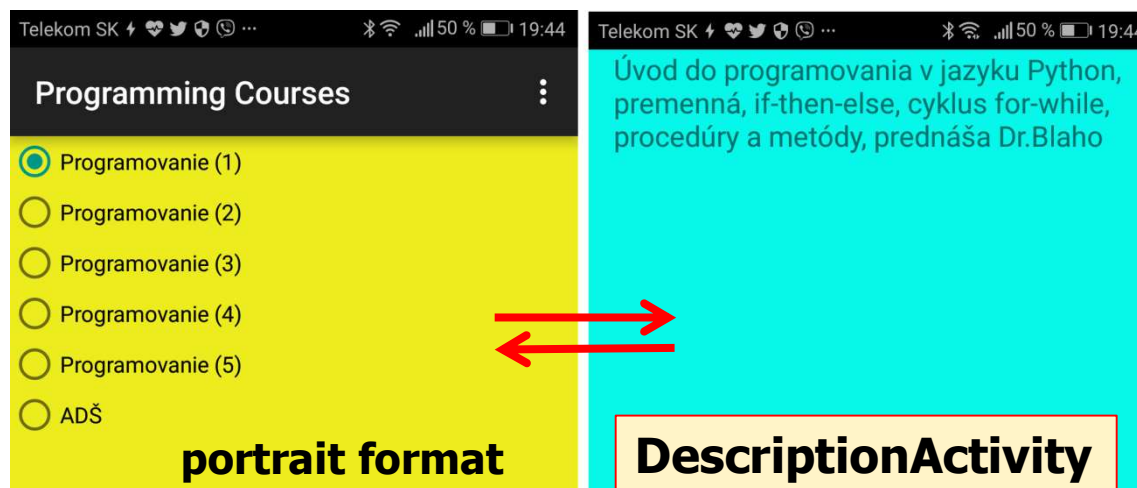 Telekom SK ... 50 % 19:44
Programming Courses
Programovanie (1)
Programovanie (2)
Programovanie (3)
Programovanie (4)
Programovanie (5)
ADŠ
portrait format
Telekom SK ... 50 % 19:44
Úvod do programovania v jazyku Python,
premenná, if-then-else, cyklus for-while,
procedúry a metódy, prednáša Dr.Blaho
DescriptionActivity